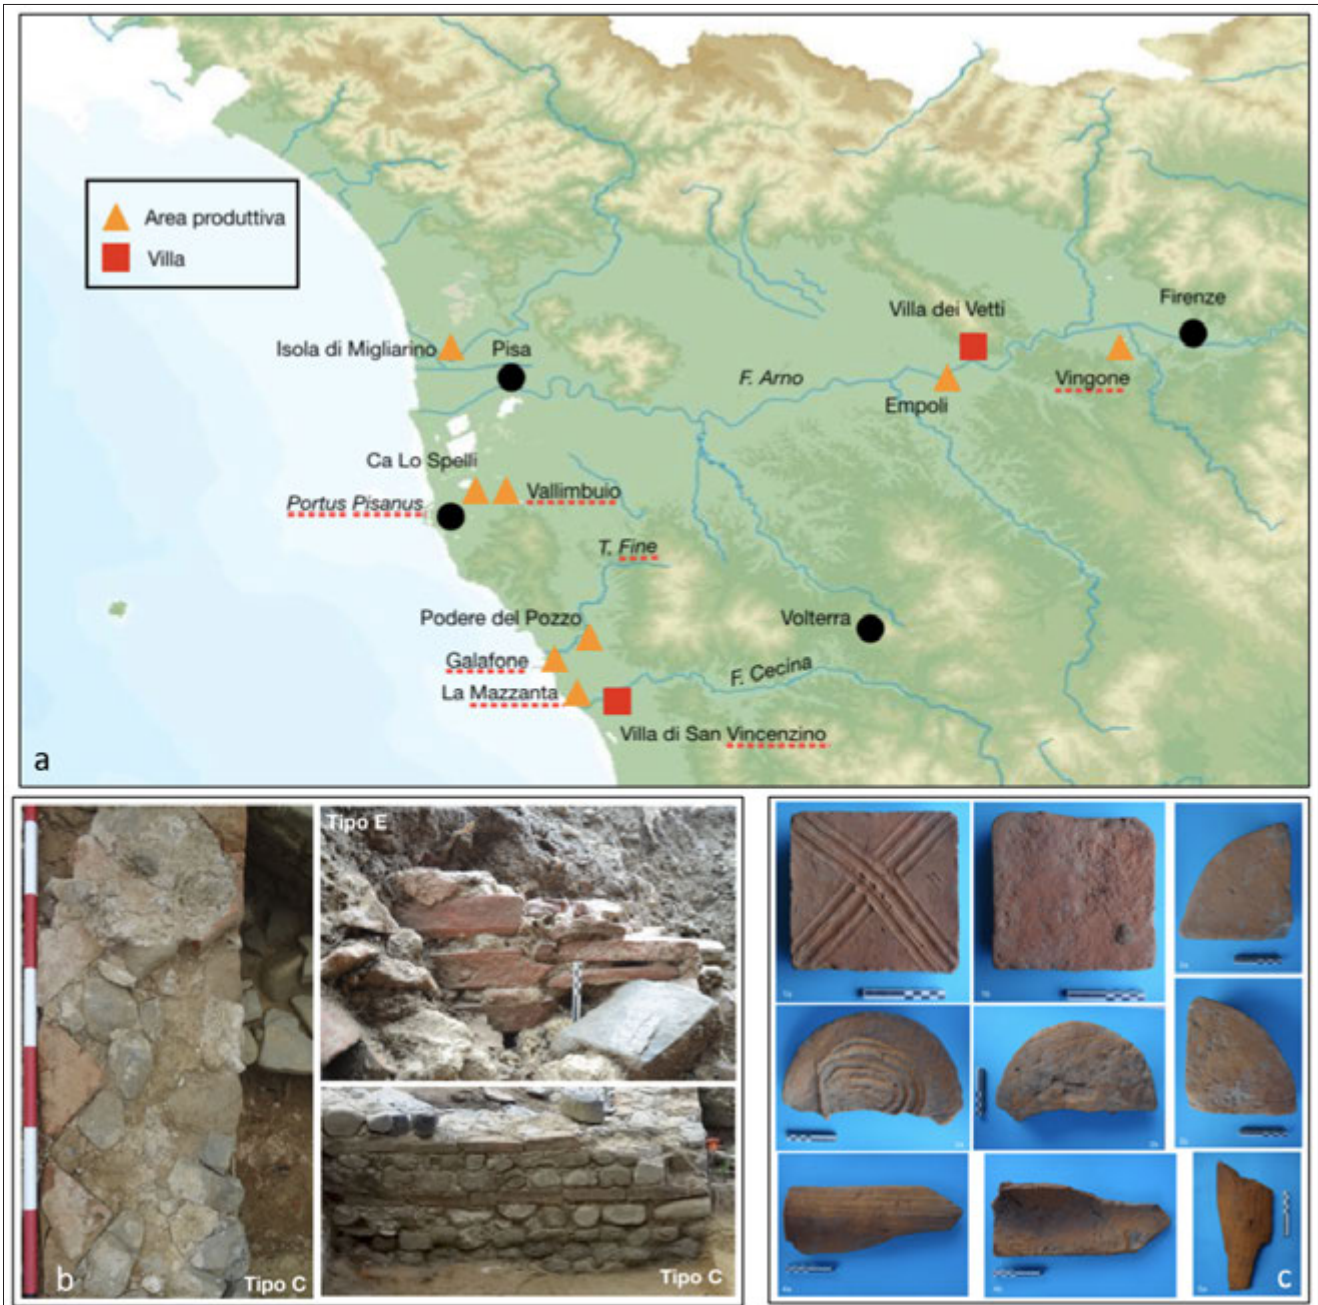 Area produttiva
Villa
Firenze
Villa dei Vetti
Isola di Migliarino
Pisa
F. Arno
Vingone
Empoli
Ca Lo Spelli
Vallimbuio
Portus Pisanus
T. Fine
Podere del Pozzo
Volterra
Galafone
F. Cecina
La Mazzanta
Villa di San Vincenzino
a
Tipo E
b
Tipo C
Tipo C
c